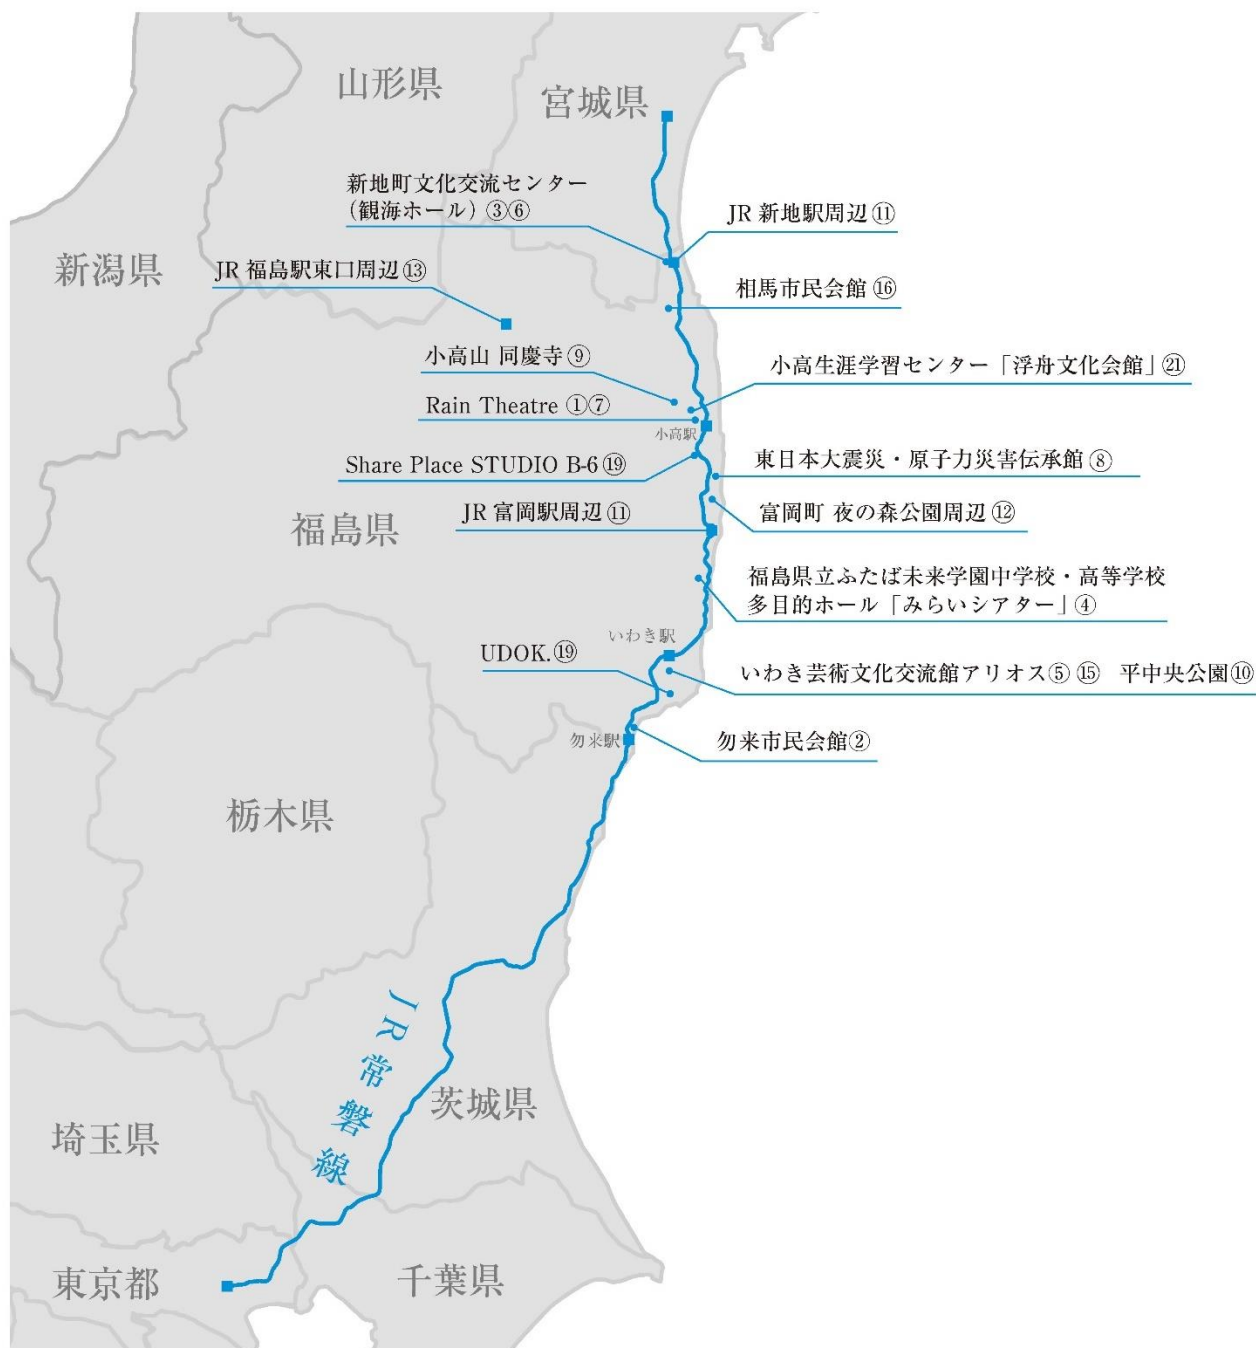 山形県
宮城県
新地町文化交流センター
(観海ホール) ③⑥
JR 新地駅周辺 ⑪
新潟県
JR 福島駅東口周辺 ⑬
相馬市民会館 ⑯
小高山 同慶寺 ⑨
小高生涯学習センター「浮舟文化会館」㉑
Rain Theatre ①⑦
小高駅
Share Place STUDIO B-6 ⑲
東日本大震災・原子力災害伝承館 ⑧
JR 富岡駅周辺 ⑪
富岡町 夜の森公園周辺 ⑫
福島県
福島県立ふたば未来学園中学校・高等学校
多目的ホール「みらいシアター」④
いわき駅
UDOK.⑲
いわき芸術文化交流館アリオス⑤ ⑮ 平中央公園⑩
勿来駅
勿来市民会館②
栃木県
JR常磐線
茨城県
埼玉県
東京都
千葉県